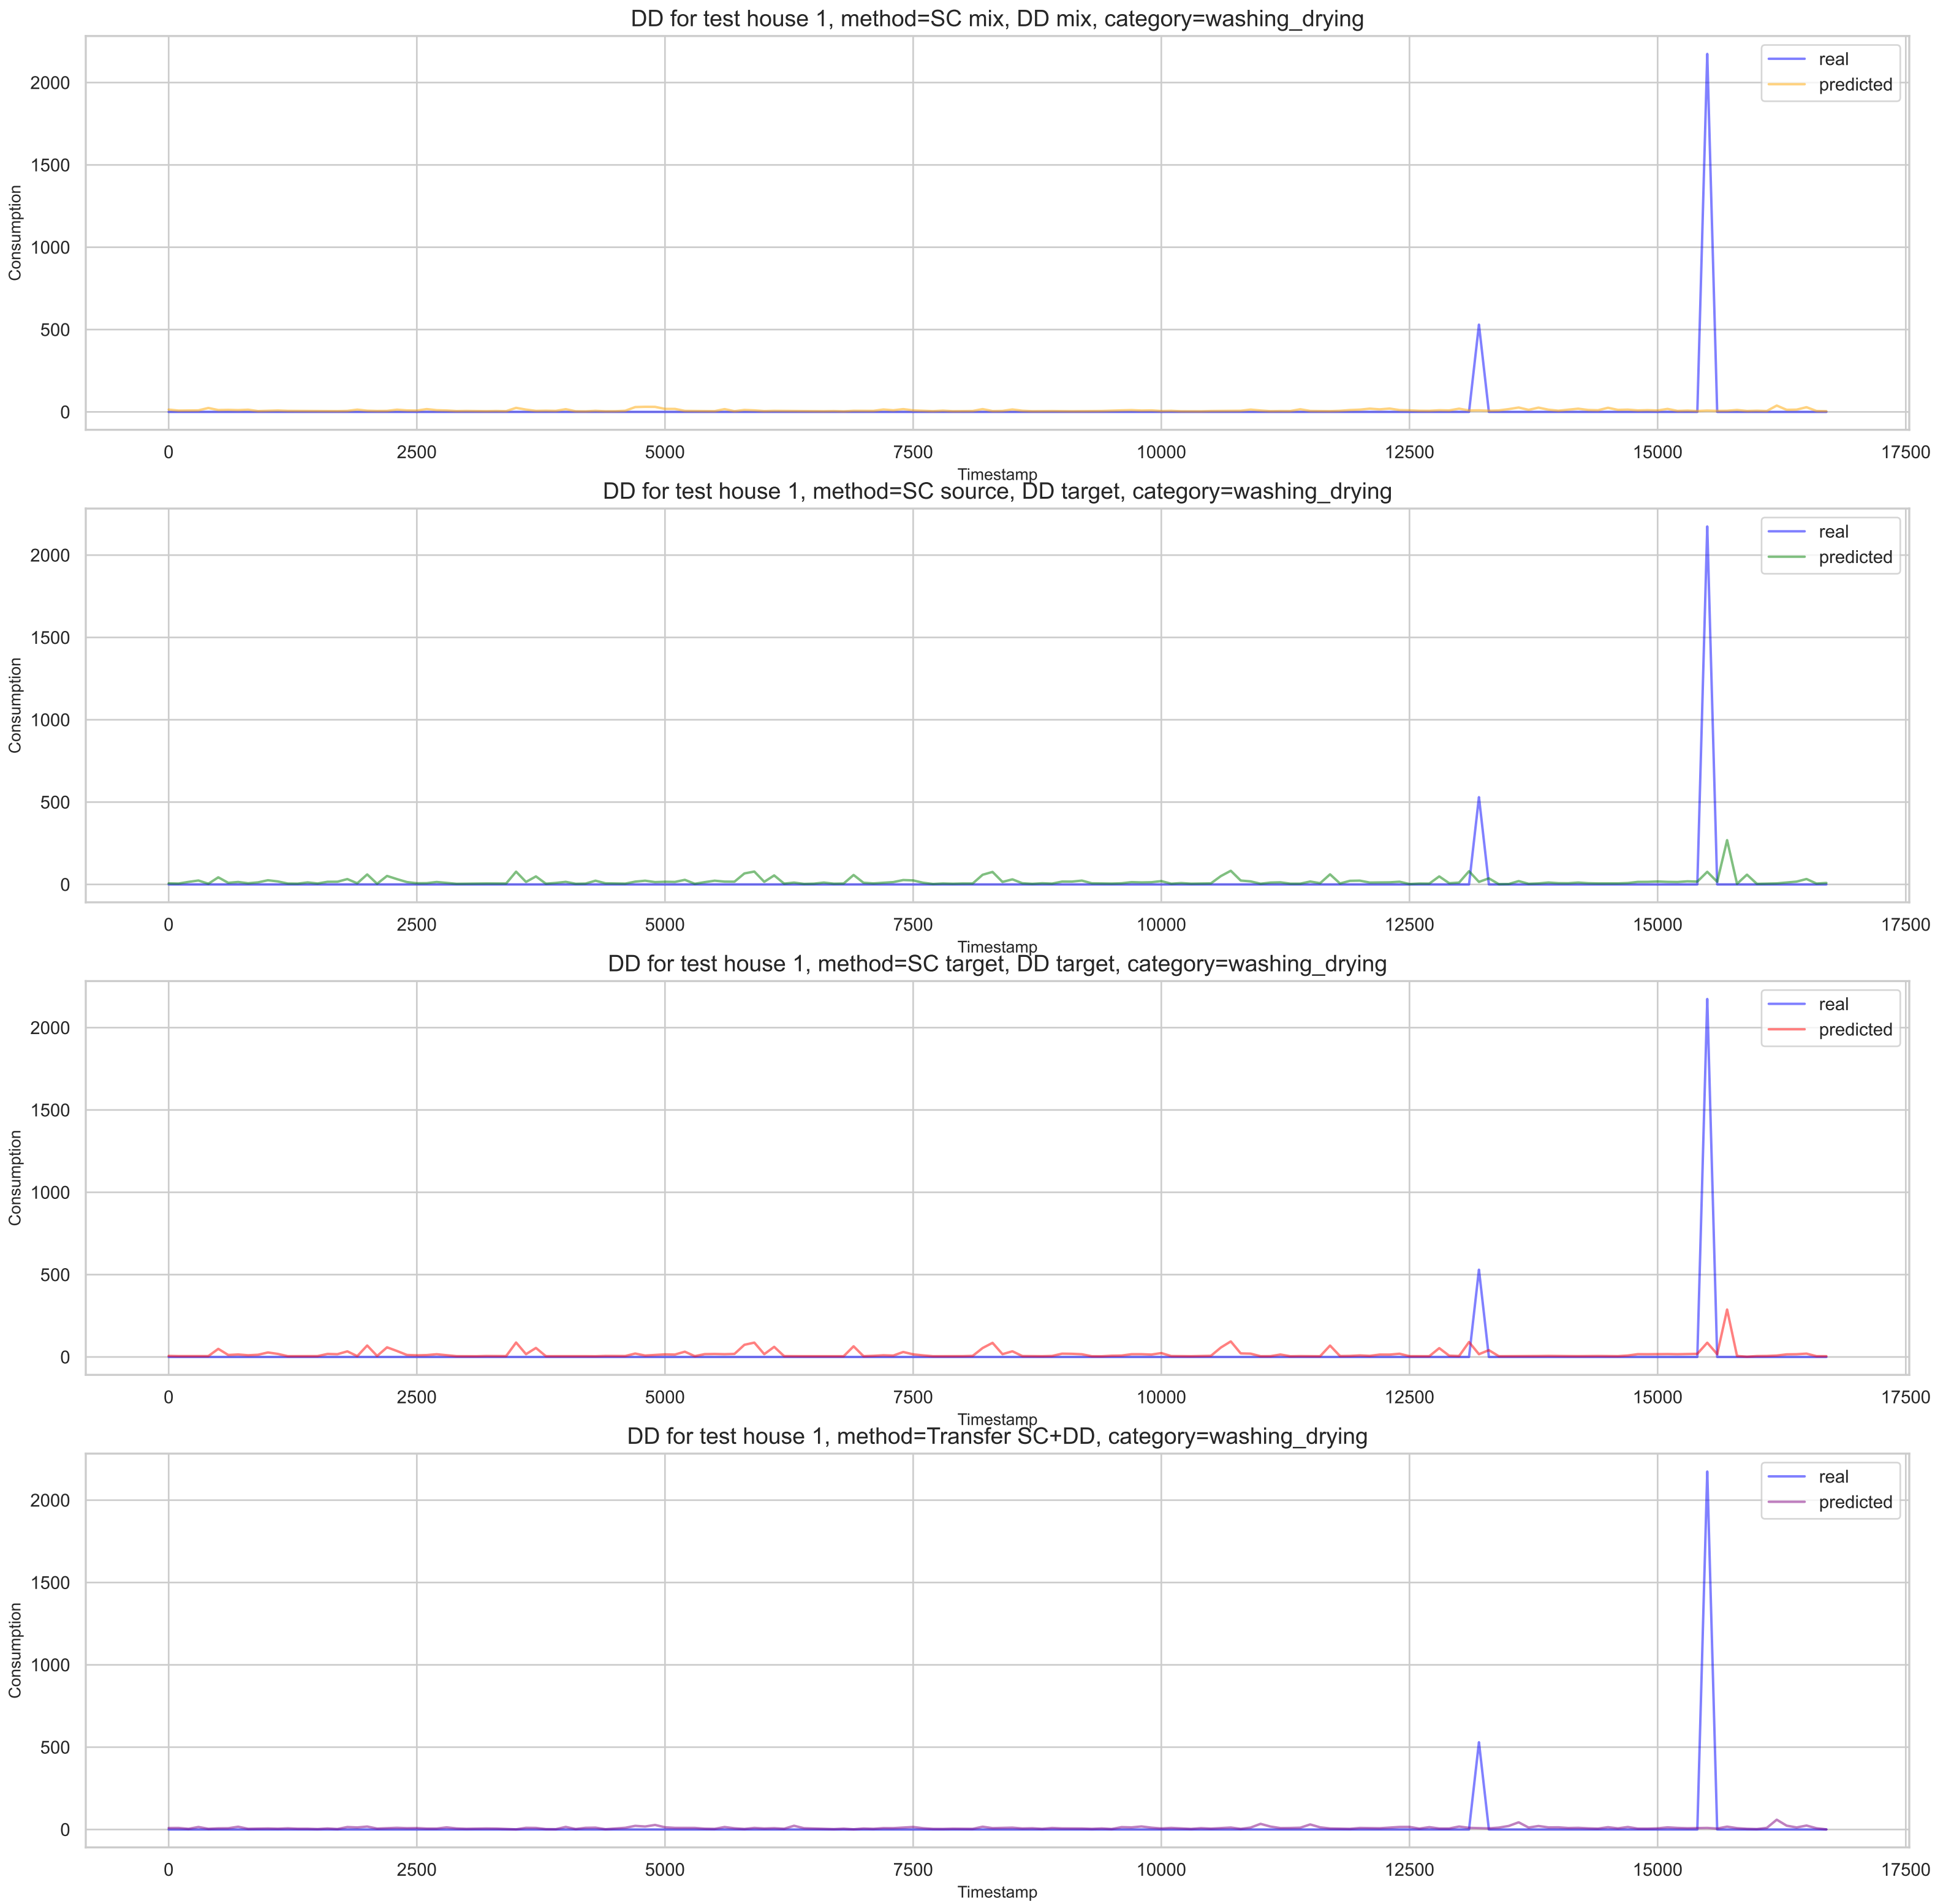 DD for test house 1, method=SC mix, DD mix, category=washing_drying
real
predicted
2000
1500
1000
500
0
Consumption
0 2500 5000 7500 10000 12500 15000 17500
Timestamp
DD for test house 1, method=SC source, DD target, category=washing_drying
real
predicted
2000
1500
1000
500
0
Consumption
0 2500 5000 7500 10000 12500 15000 17500
Timestamp
DD for test house 1, method=SC target, DD target, category=washing_drying
real
predicted
2000
1500
1000
500
0
Consumption
0 2500 5000 7500 10000 12500 15000 17500
Timestamp
DD for test house 1, method=Transfer SC+DD, category=washing_drying
real
predicted
2000
1500
1000
500
0
Consumption
0 2500 5000 7500 10000 12500 15000 17500
Timestamp